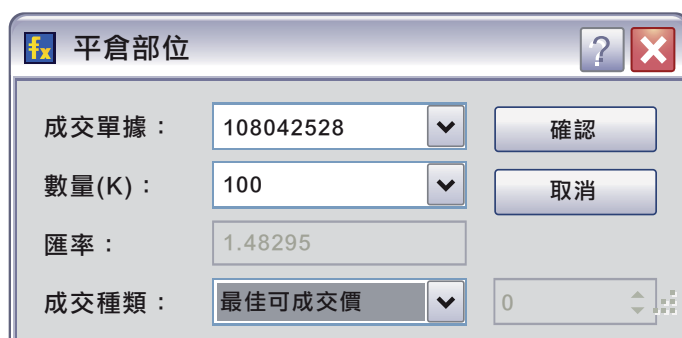 fx 平倉部位 ?
成交單據： 108042528 確認
數量(K)： 100 取消
匯率： 1.48295
成交種類： 最佳可成交價 0